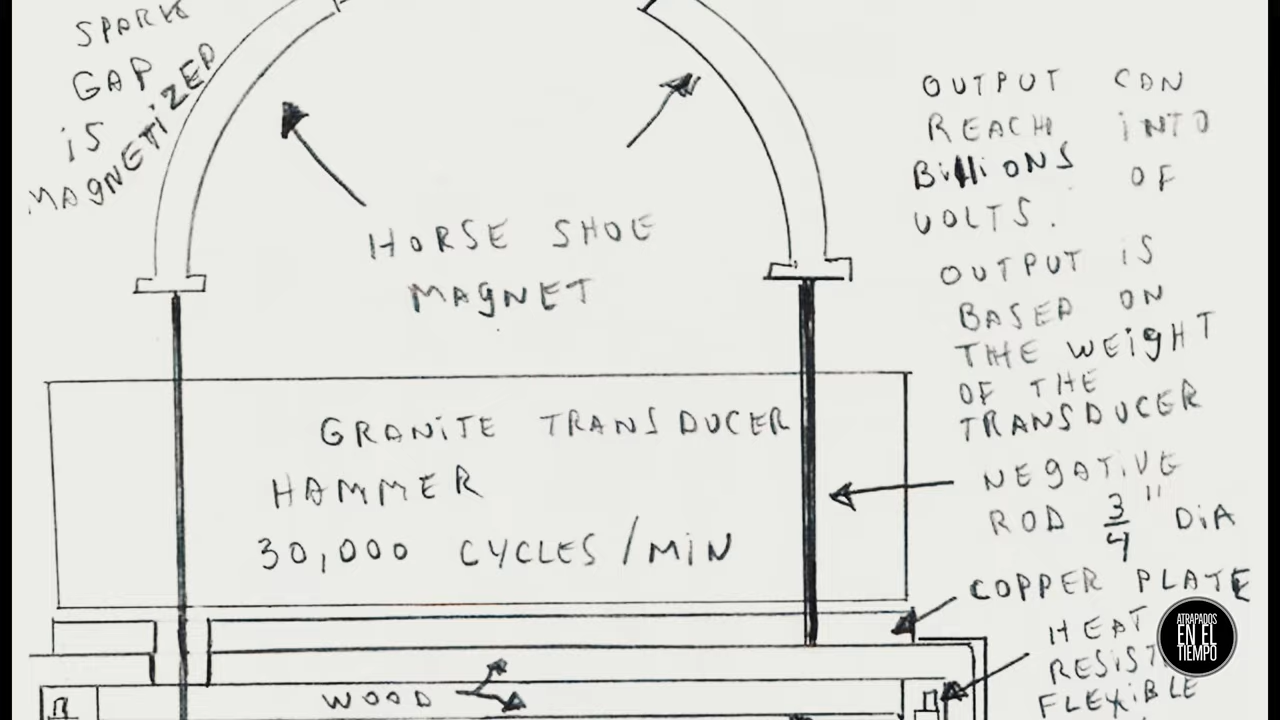 SPARK
GAP
iS
MAGNETiZED
HORSE SHOE
MAGNET
OUTPUT CAN
REACH iNTO
BilliONS OF
VOLTS.
OUTPUT iS
BASED ON
THE WEigHT
OF THE
TRANSDUCER
GRANiTE TRANSDUCER
HAMMER
30,000 CYCLES/MiN
NEgATiVE
ROD 3/4" DiA
COPPER PLATE
HEAT
FLEXiBLE
WOOD
ATRAPADOS
EN EL
TIEMPO